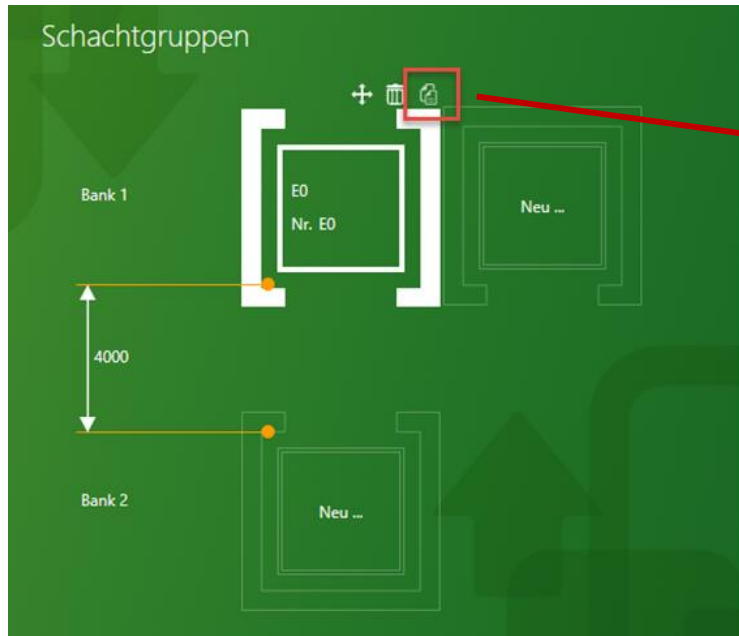 Schachtgruppen
Bank 1
E0
Nr. E0
Neu ...
4000
Bank 2
Neu ...